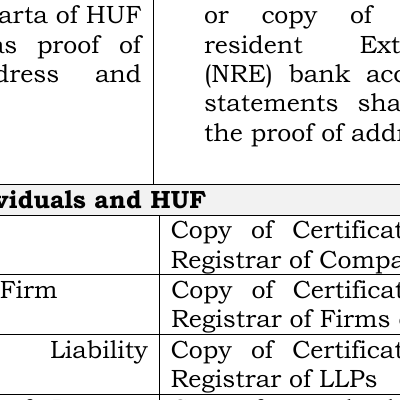 arta of HUF
as proof of
dress and
or copy of
resident Ext
(NRE) bank acc
statements sha
the proof of addr
viduals and HUF
Copy of Certificat
Registrar of Compa
Firm
Copy of Certificat
Registrar of Firms
Liability
Copy of Certificat
Registrar of LLPs